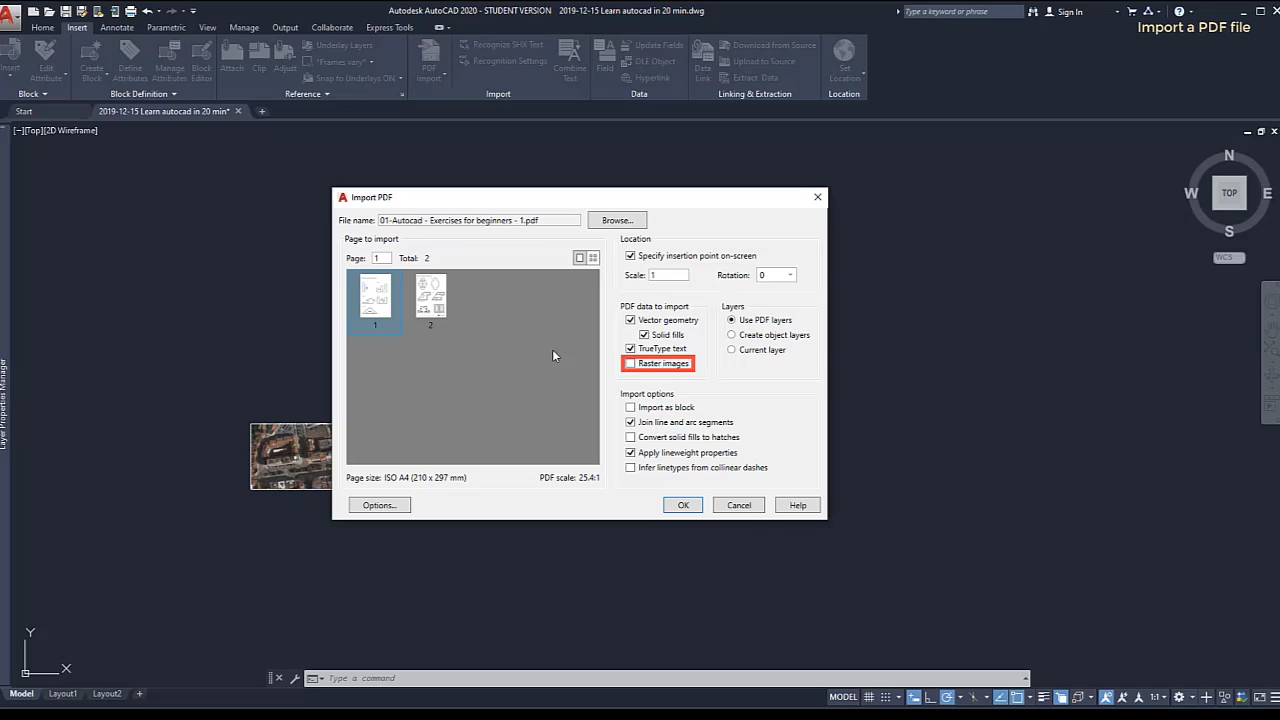 Autodesk AutoCAD 2020 - STUDENT VERSION 2019-12-15 Learn autocad in 20 min.dwg
Type a keyword or phrase
Sign In
Import a PDF file
Home Insert Annotate Parametric View Manage Output Collaborate Express Tools
Insert
Edit Attribute
Create Block
Define Attributes
Manage Attributes
Block Editor
Attach
Clip
Adjust
Underlay Layers
*Frames vary*
Snap to Underlays ON
PDF Import
Recognize SHX Text
Recognition Settings
Combine Text
Field
Update Fields
OLE Object
Hyperlink
Data Link
Download from Source
Upload to Source
Extract Data
Set Location
Block
Block Definition
Reference
Import
Data
Linking & Extraction
Location
Start
2019-12-15 Learn autocad in 20 min*
[−][Top][2D Wireframe]
N
W
TOP
E
S
WCS
Layer Properties Manager
Import PDF
File name: 01-Autocad - Exercises for beginners - 1.pdf
Browse...
Page to import
Page: 1 Total: 2
1
2
Page size: ISO A4 (210 x 297 mm)
PDF scale: 25.4:1
Location
Specify insertion point on-screen
Scale: 1
Rotation: 0
PDF data to import
Vector geometry
Solid fills
TrueType text
Raster images
Layers
Use PDF layers
Create object layers
Current layer
Import options
Import as block
Join line and arc segments
Convert solid fills to hatches
Apply lineweight properties
Infer linetypes from collinear dashes
Options...
OK
Cancel
Help
Y
X
Type a command
Model Layout1 Layout2
MODEL
1:1